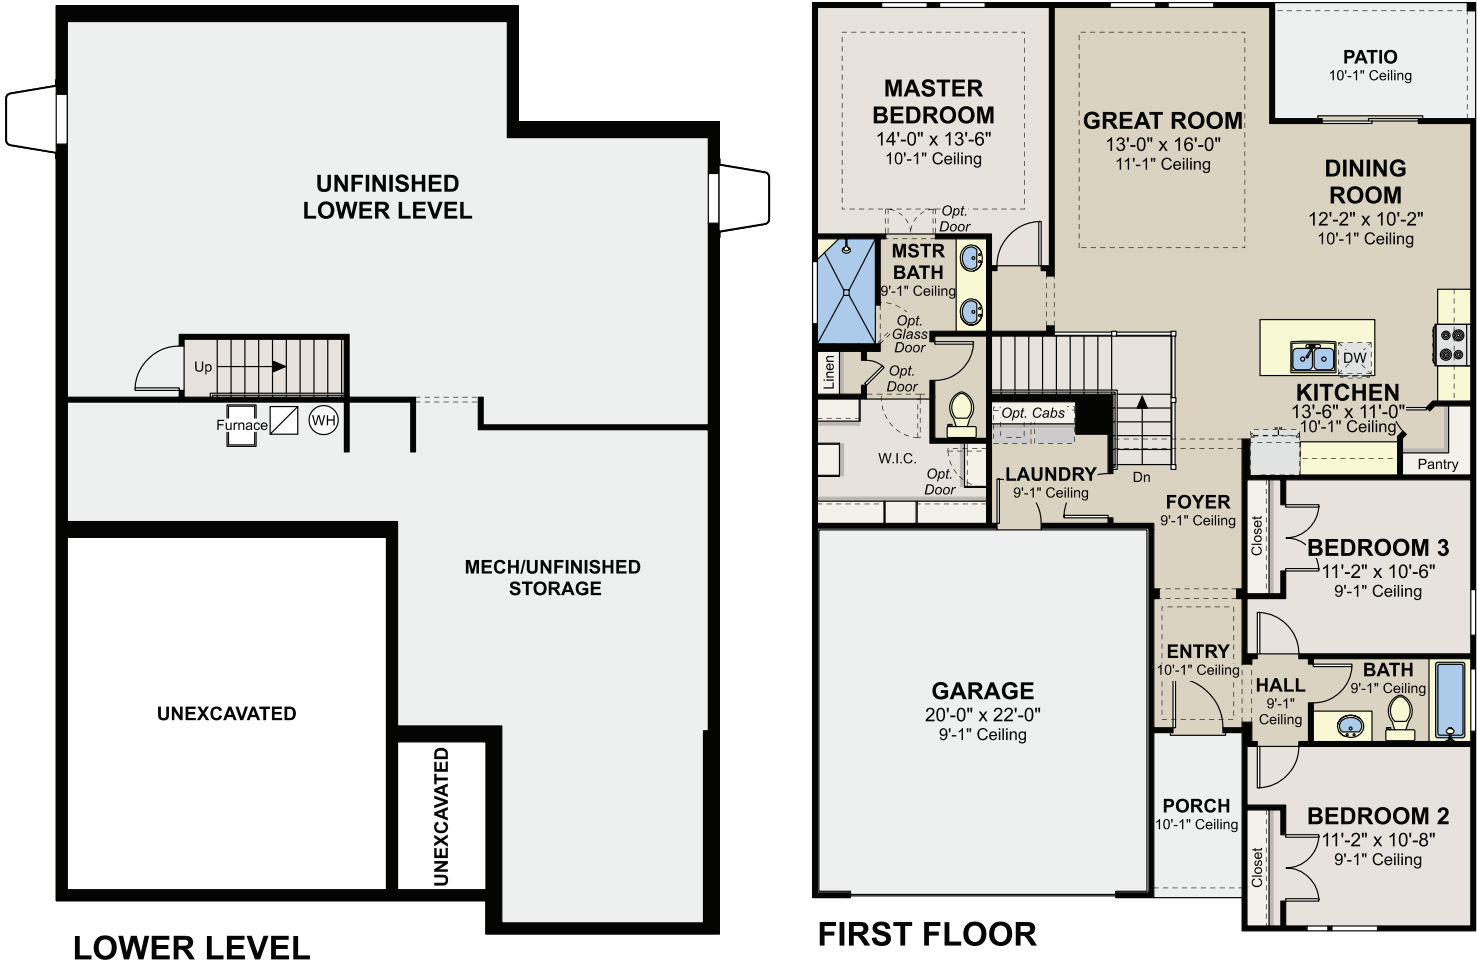 UNFINISHED
LOWER LEVEL
Up
Furnace
WH
MECH/UNFINISHED
STORAGE
UNEXCAVATED
UNEXCAVATED
LOWER LEVEL
MASTER
BEDROOM
14'-0" x 13'-6"
10'-1" Ceiling
Opt.
Door
GREAT ROOM
13'-0" x 16'-0"
11'-1" Ceiling
PATIO
10'-1" Ceiling
DINING
ROOM
12'-2" x 10'-2"
10'-1" Ceiling
MSTR
BATH
9'-1" Ceiling
Opt.
Glass
Door
Linen
Opt.
Door
W.I.C.
Opt.
Door
DW
KITCHEN
13'-6" x 11'-0"
10'-1" Ceiling
Pantry
Opt. Cabs
LAUNDRY
9'-1" Ceiling
Dn
FOYER
9'-1" Ceiling
Closet
BEDROOM 3
11'-2" x 10'-6"
9'-1" Ceiling
ENTRY
10'-1" Ceiling
HALL
9'-1"
Ceiling
BATH
9'-1" Ceiling
GARAGE
20'-0" x 22'-0"
9'-1" Ceiling
PORCH
10'-1" Ceiling
Closet
BEDROOM 2
11'-2" x 10'-8"
9'-1" Ceiling
FIRST FLOOR